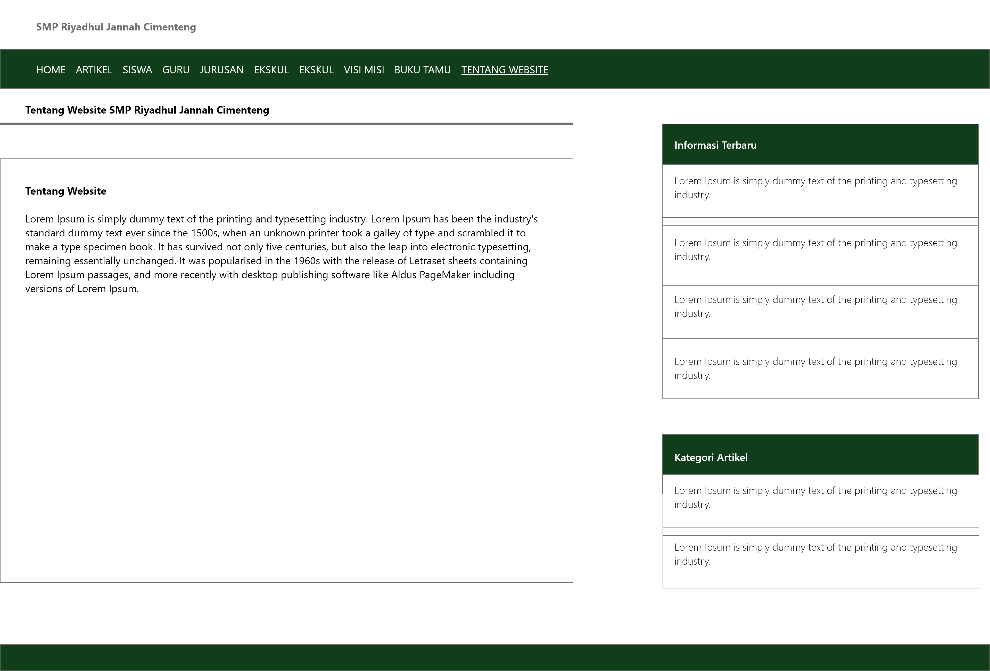 SMP Riyadhul Jannah Cimenteng
HOME ARTIKEL SISWA GURU JURUSAN EKSKUL EKSKUL VISI MISI BUKU TAMU TENTANG WEBSITE
Tentang Website SMP Riyadhul Jannah Cimenteng
Tentang Website
Lorem Ipsum is simply dummy text of the printing and typesetting industry. Lorem Ipsum has been the industry's
standard dummy text ever since the 1500s, when an unknown printer took a galley of type and scrambled it to
make a type specimen book. It has survived not only five centuries, but also the leap into electronic typesetting,
remaining essentially unchanged. It was popularised in the 1960s with the release of Letraset sheets containing
Lorem Ipsum passages, and more recently with desktop publishing software like Aldus PageMaker including
versions of Lorem Ipsum.
Informasi Terbaru
Lorem Ipsum is simply dummy text of the printing and typesetting
industry.
Lorem Ipsum is simply dummy text of the printing and typesetting
industry.
Lorem Ipsum is simply dummy text of the printing and typesetting
industry.
Lorem Ipsum is simply dummy text of the printing and typesetting
industry.
Kategori Artikel
Lorem Ipsum is simply dummy text of the printing and typesetting
industry.
Lorem Ipsum is simply dummy text of the printing and typesetting
industry.